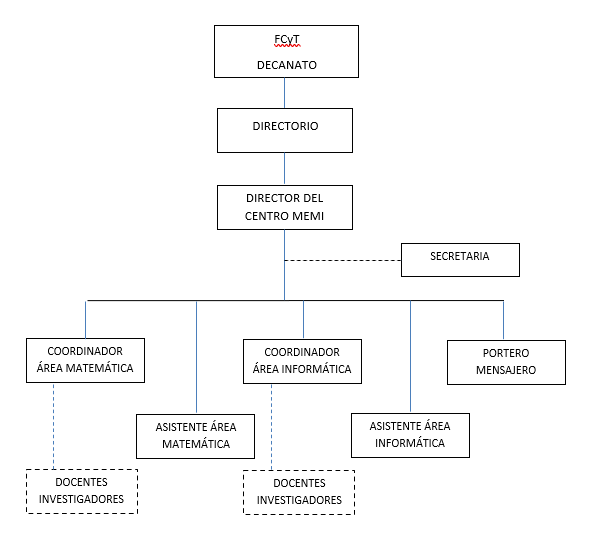 FCyT
DECANATO
DIRECTORIO
DIRECTOR DEL
CENTRO MEMI
SECRETARIA
COORDINADOR
ÁREA MATEMÁTICA
COORDINADOR
ÁREA INFORMÁTICA
PORTERO
MENSAJERO
ASISTENTE ÁREA
MATEMÁTICA
ASISTENTE ÁREA
INFORMÁTICA
DOCENTES
INVESTIGADORES
DOCENTES
INVESTIGADORES